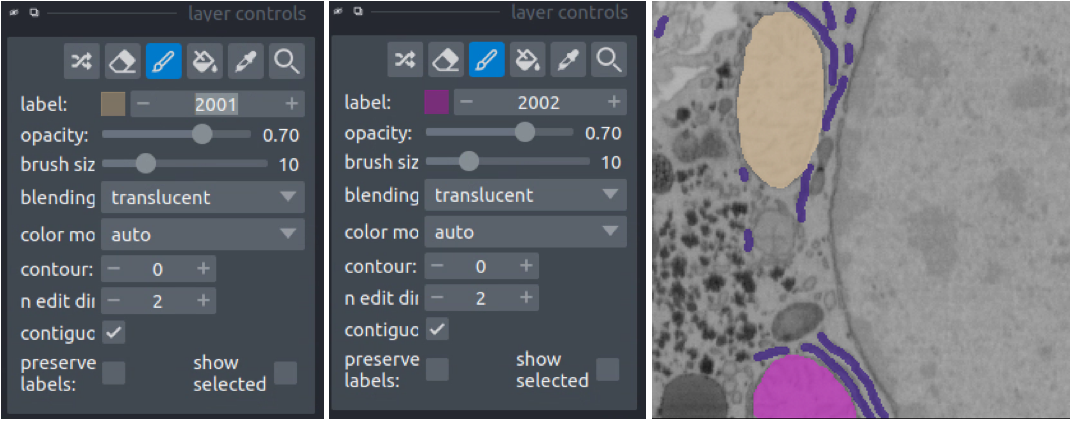 layer controls
label:
2001
opacity:
0.70
brush siz
10
blending
translucent
color mo
auto
contour:
0
n edit dir
2
contiguo
preserve
labels:
show
selected
layer controls
label:
2002
opacity:
0.70
brush siz
10
blending
translucent
color mo
auto
contour:
0
n edit dir
2
contiguo
preserve
labels:
show
selected